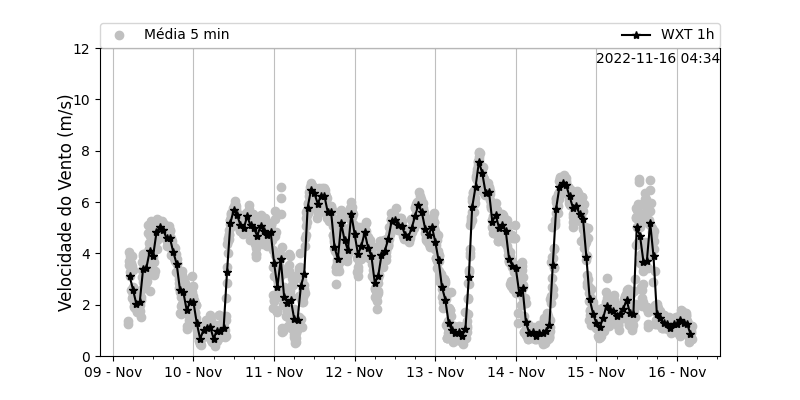 Média 5 min
WXT 1h
2022-11-16 04:34
Velocidade do Vento (m/s)
12
10
8
6
4
2
0
09 - Nov
10 - Nov
11 - Nov
12 - Nov
13 - Nov
14 - Nov
15 - Nov
16 - Nov